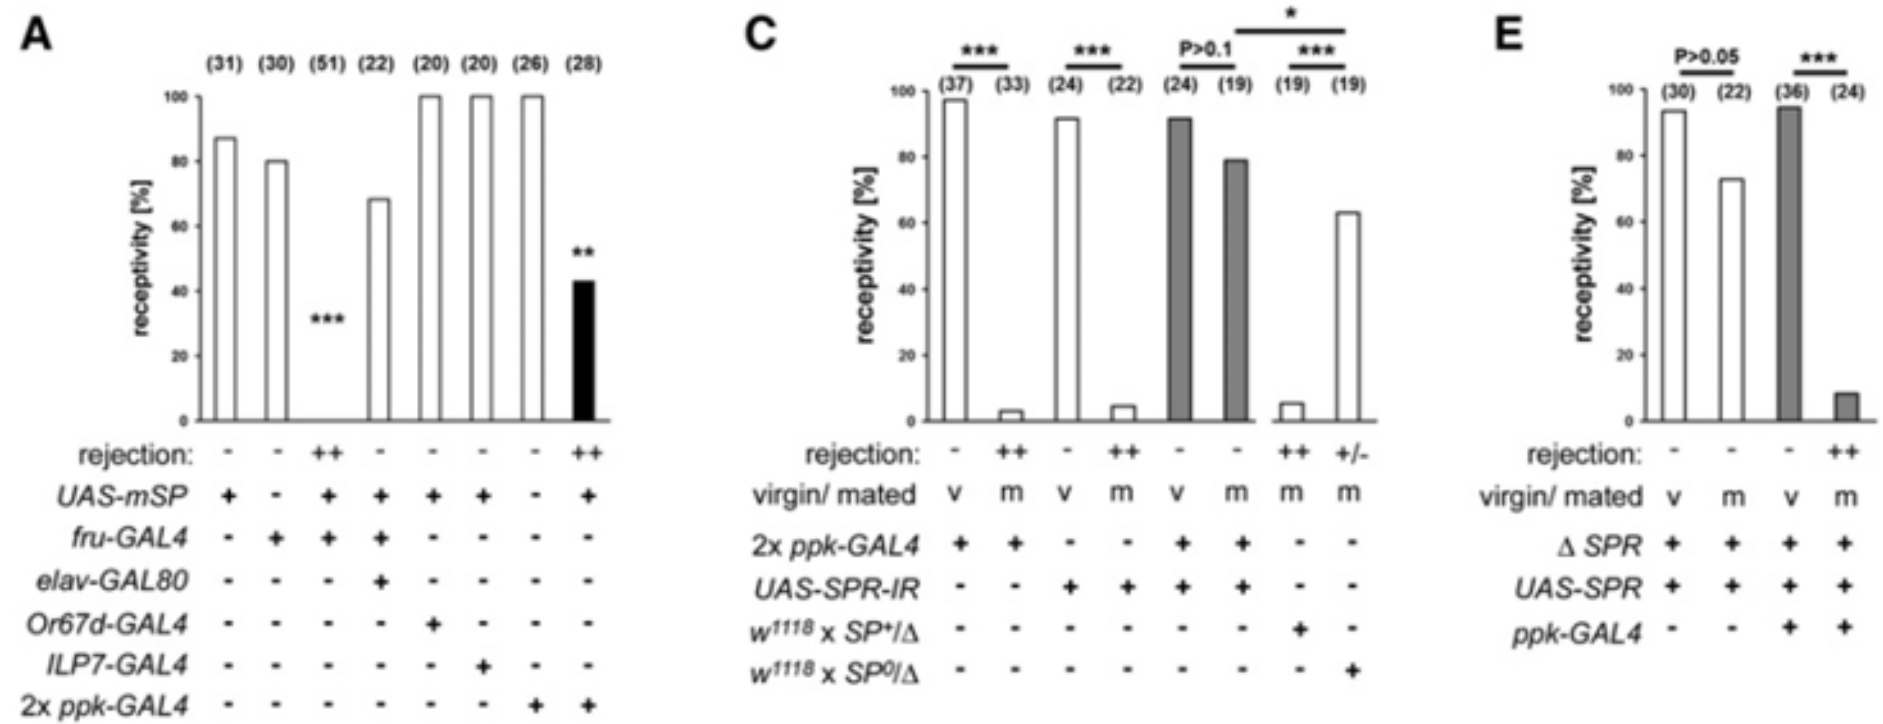 A
(31) (30) (51) (22) (20) (20) (26) (28)
100
80
60
40
20
0
receptivity [%]
***
**
rejection: - - ++ - - - - ++
UAS-mSP + - + + + + - +
fru-GAL4 - + + + - - - -
elav-GAL80 - - - + - - - -
Or67d-GAL4 - - - - + - - -
ILP7-GAL4 - - - - - + - -
2x ppk-GAL4 - - - - - - + +
C
*
*** *** P>0.1 ***
(37) (33) (24) (22) (24) (19) (19) (19)
100
80
60
40
20
0
receptivity [%]
rejection: - ++ - ++ - - ++ +/-
virgin/ mated v m v m v m m m
2x ppk-GAL4 + + - - + + - -
UAS-SPR-IR - - + + + + - -
w1118 x SP+/Δ - - - - - - + -
w1118 x SP0/Δ - - - - - - - +
E
P>0.05 ***
(30) (22) (36) (24)
100
80
60
40
20
0
receptivity [%]
rejection: - - - ++
virgin/ mated v m v m
Δ SPR + + + +
UAS-SPR + + + +
ppk-GAL4 - - + +